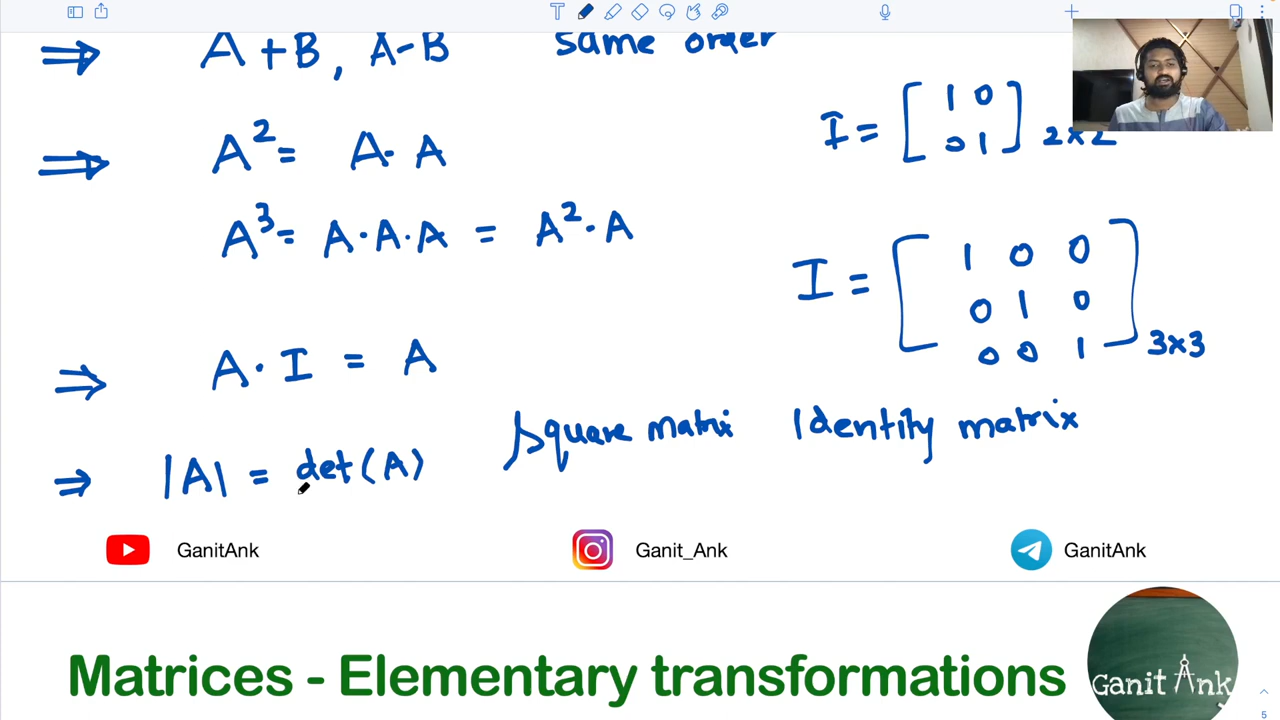 ⇒ A+B, A-B same order
I = [1 0
0 1] 2×2
⇒ A² = A· A
A³ = A·A·A = A²·A
I = [1 0 0
0 1 0
0 0 1] 3×3
⇒ A · I = A
square matrix Identity matrix
⇒ |A| = det(A)
GanitAnk Ganit_Ank GanitAnk
Matrices - Elementary transformations
Ganit Ank
5